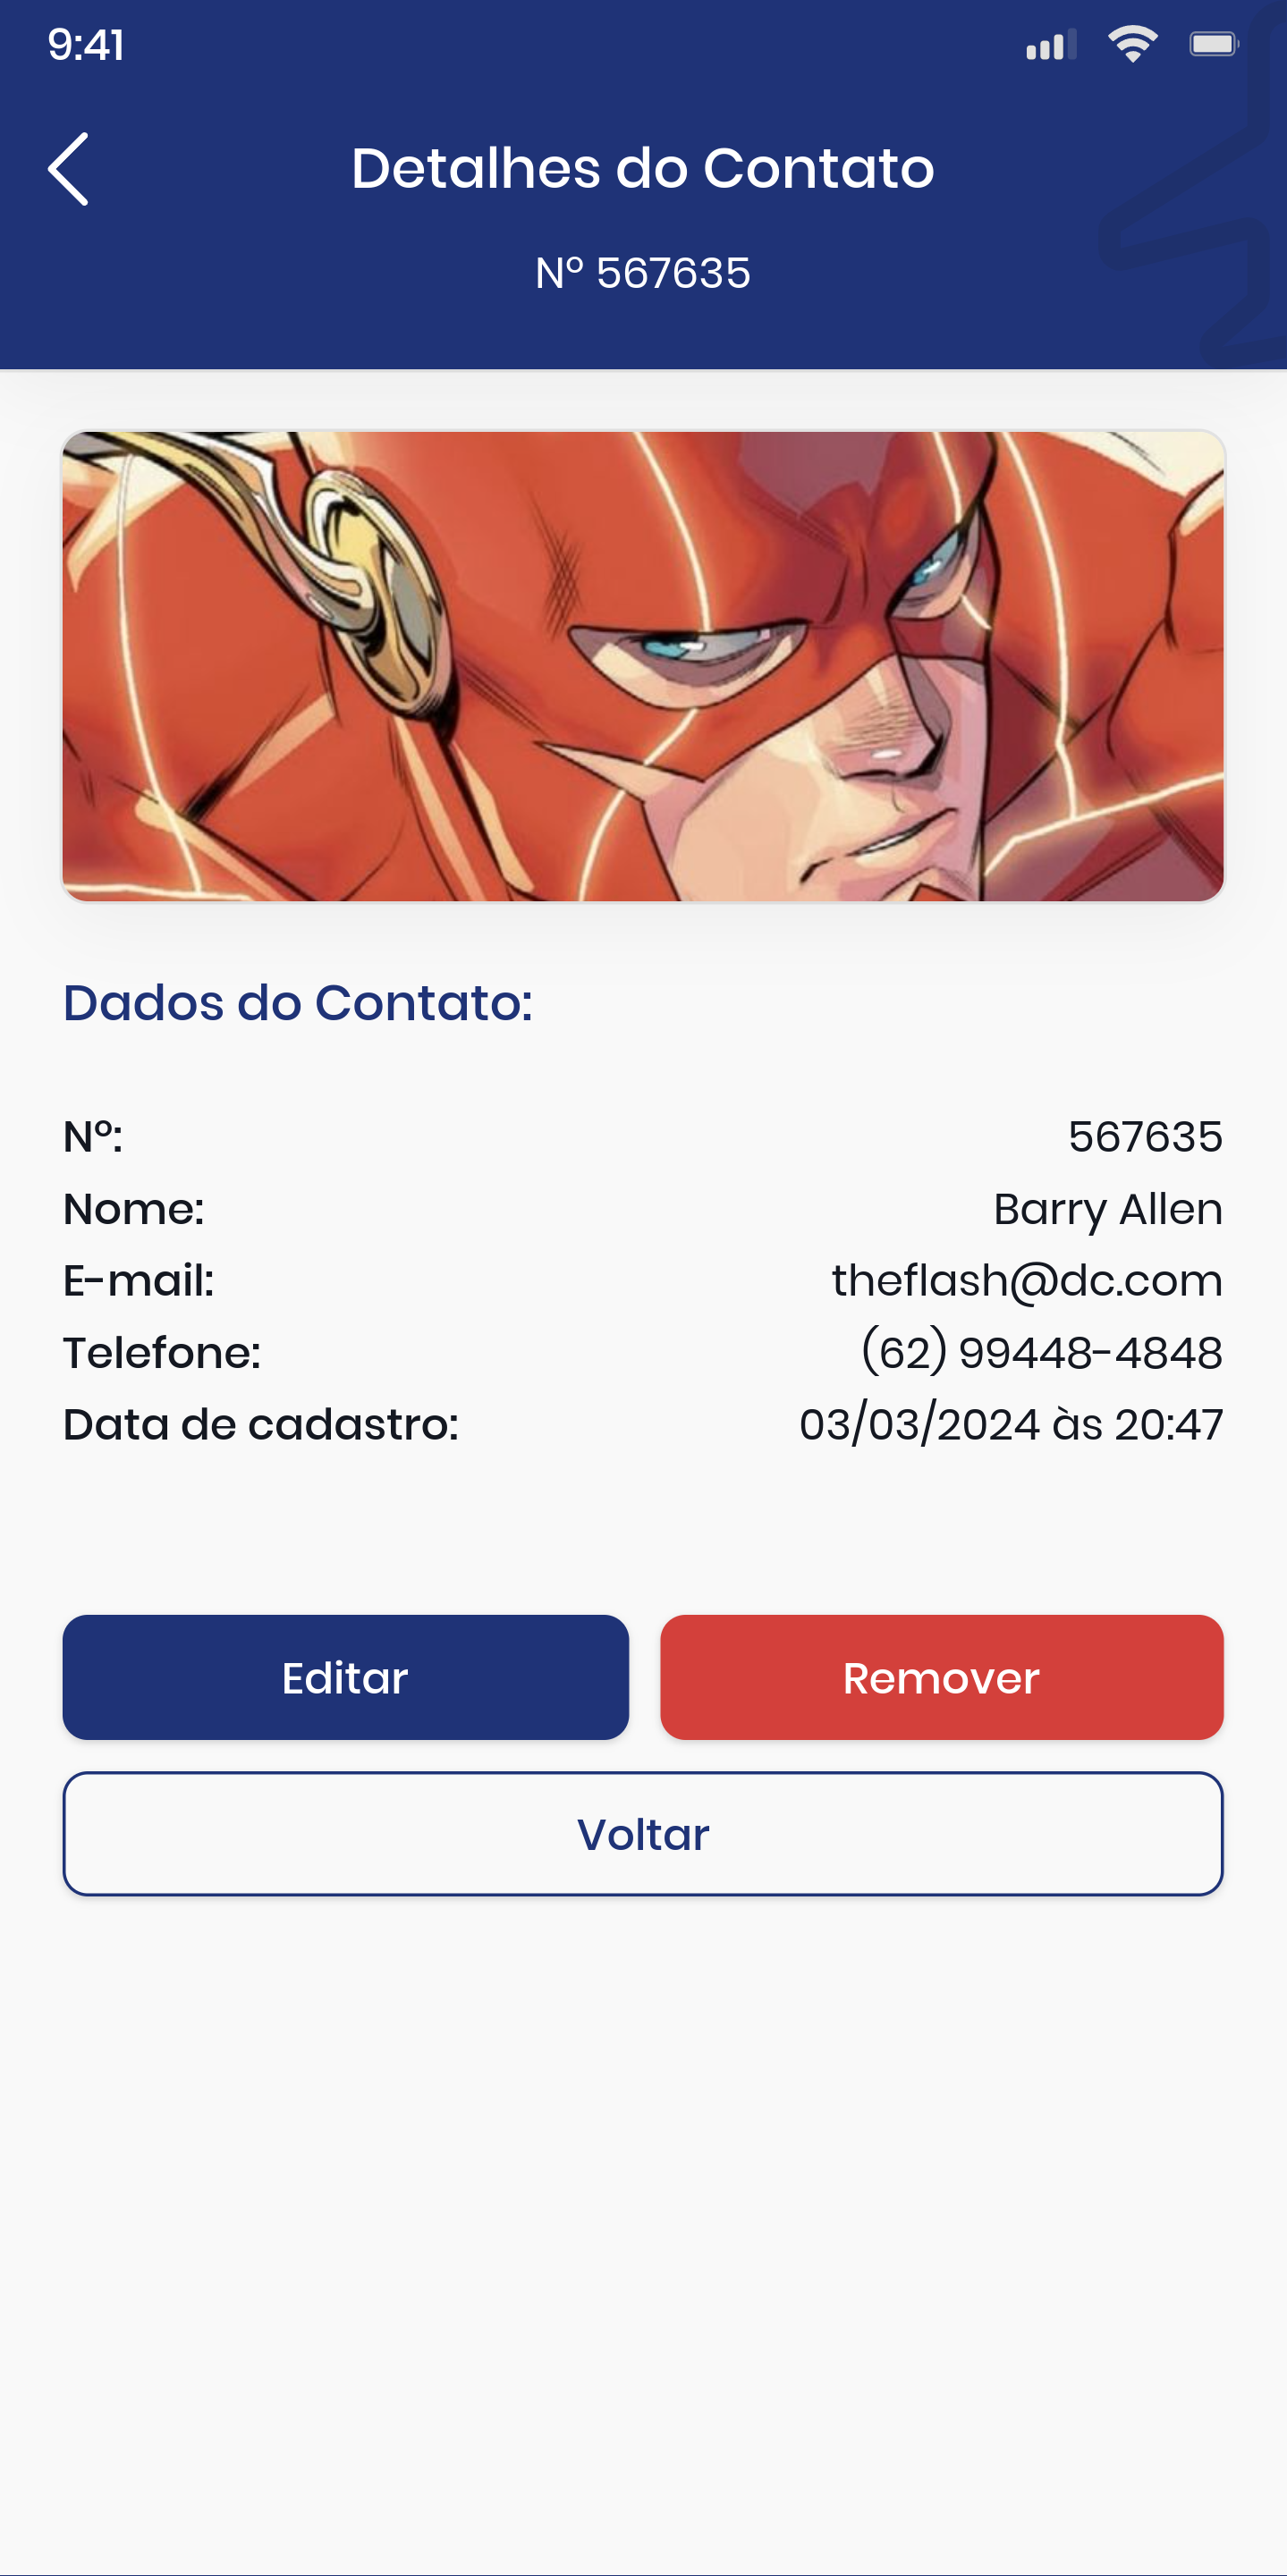 9:41
Detalhes do Contato
Nº 567635
Dados do Contato:
Nº: 567635
Nome: Barry Allen
E-mail: theflash@dc.com
Telefone: (62) 99448-4848
Data de cadastro: 03/03/2024 às 20:47
Editar Remover
Voltar